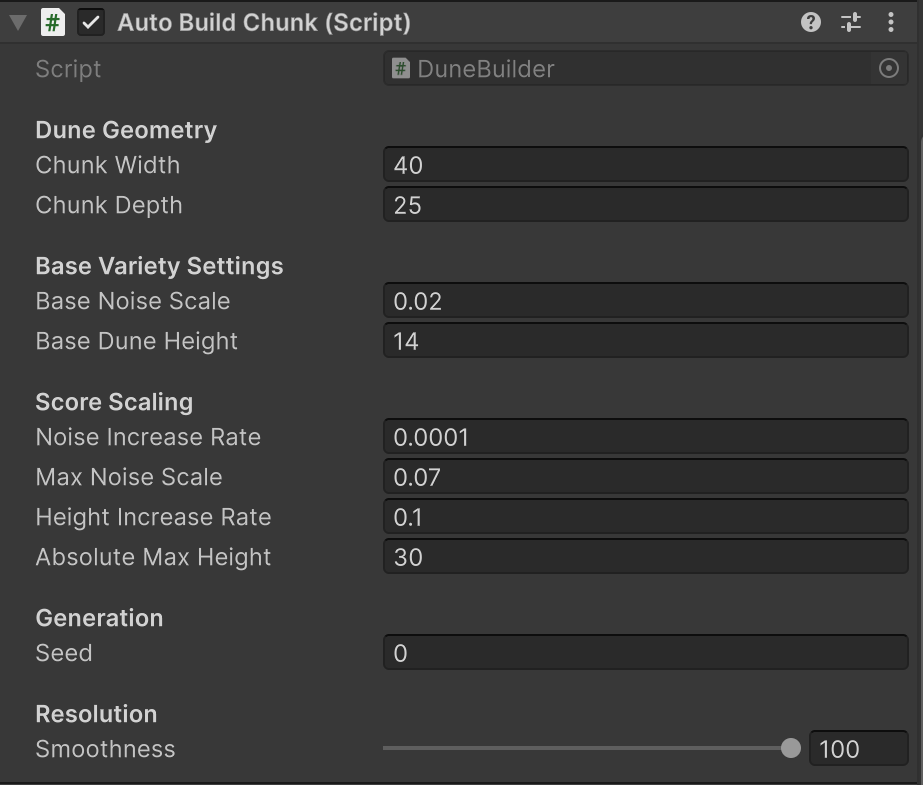 Auto Build Chunk (Script)
Script DuneBuilder
Dune Geometry
Chunk Width 40
Chunk Depth 25
Base Variety Settings
Base Noise Scale 0.02
Base Dune Height 14
Score Scaling
Noise Increase Rate 0.0001
Max Noise Scale 0.07
Height Increase Rate 0.1
Absolute Max Height 30
Generation
Seed 0
Resolution
Smoothness 100